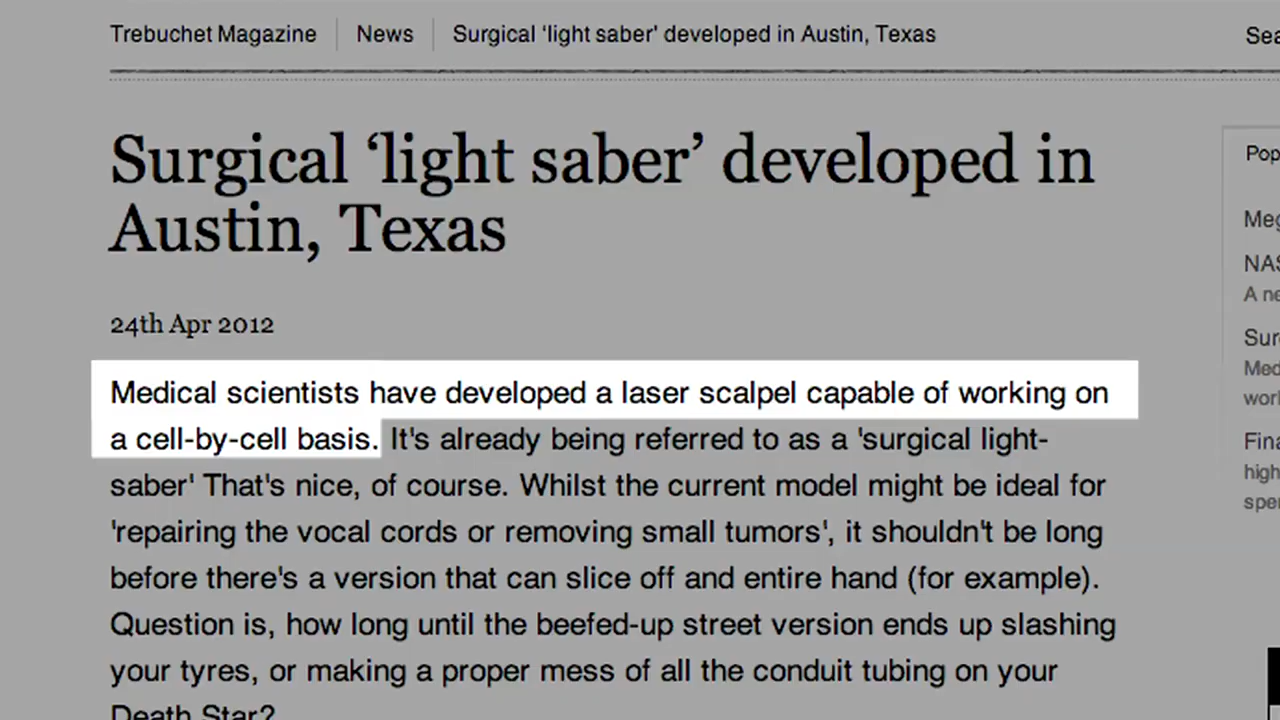 Trebuchet Magazine News Surgical 'light saber' developed in Austin, Texas
Surgical ‘light saber’ developed in
Austin, Texas
24th Apr 2012
Medical scientists have developed a laser scalpel capable of working on
a cell-by-cell basis. It's already being referred to as a 'surgical light-
saber' That's nice, of course. Whilst the current model might be ideal for
'repairing the vocal cords or removing small tumors', it shouldn't be long
before there's a version that can slice off and entire hand (for example).
Question is, how long until the beefed-up street version ends up slashing
your tyres, or making a proper mess of all the conduit tubing on your
Death Star?
A